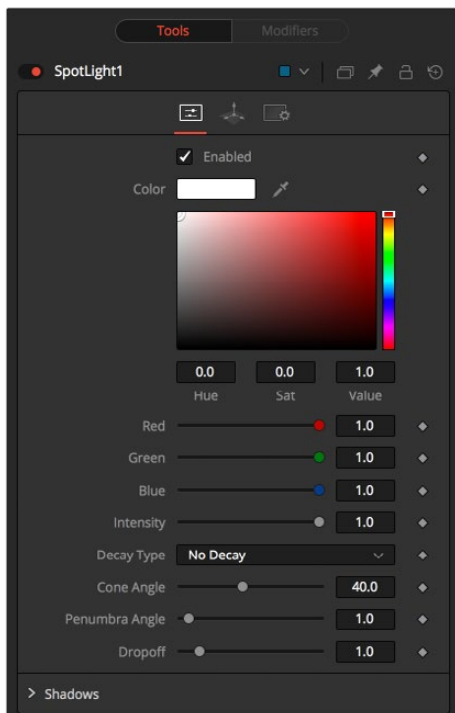 Tools Modifiers
SpotLight1
Enabled
Color
0.0 0.0 1.0
Hue Sat Value
Red 1.0
Green 1.0
Blue 1.0
Intensity 1.0
Decay Type No Decay
Cone Angle 40.0
Penumbra Angle 1.0
Dropoff 1.0
Shadows